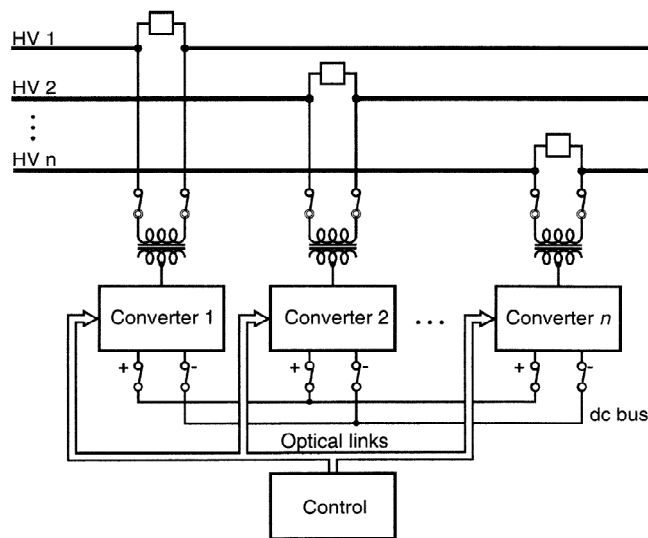 HV 1
HV 2
HV n
Converter 1
Converter 2
. . .
Converter n
+ - + - + -
dc bus
Optical links
Control